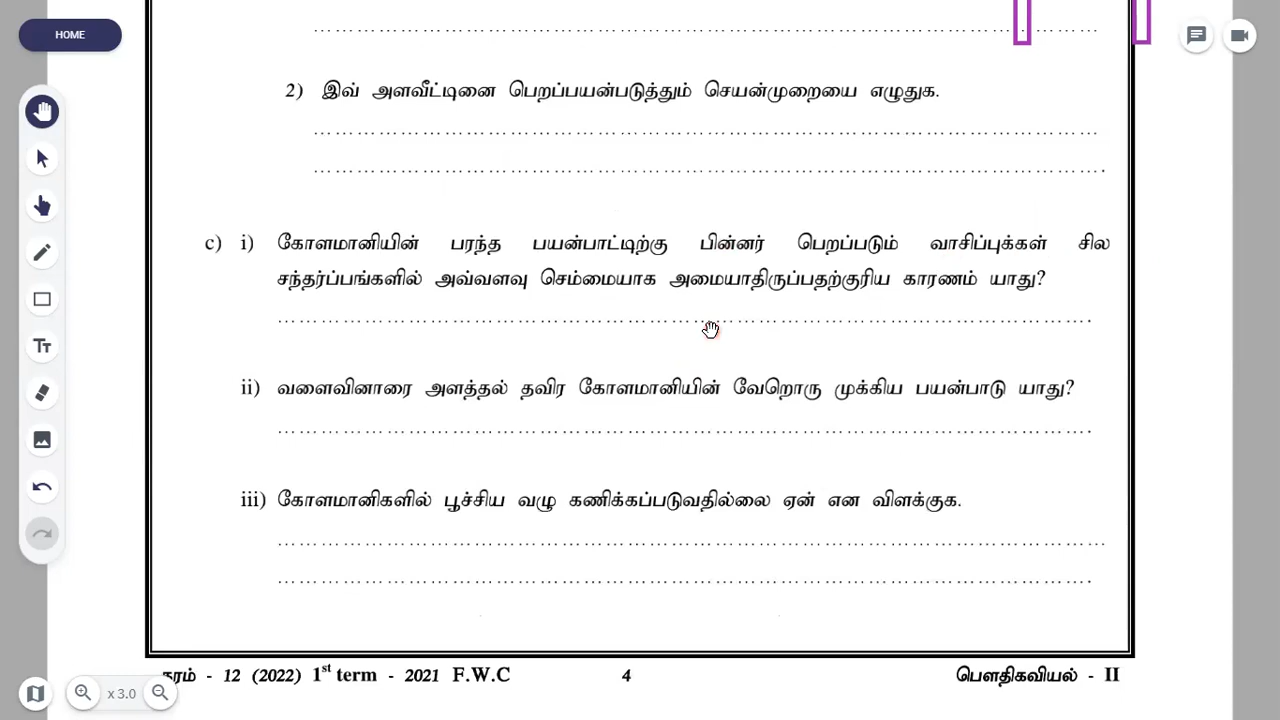 HOME
2) இவ் அளவீட்டினை பெறப்பயன்படுத்தும் செயன்முறையை எழுதுக.
c) i) கோளமானியின் பரந்த பயன்பாட்டிற்கு பின்னர் பெறப்படும் வாசிப்புக்கள் சில
சந்தர்ப்பங்களில் அவ்வளவு செம்மையாக அமையாதிருப்பதற்குரிய காரணம் யாது?
ii) வளைவினாரை அளத்தல் தவிர கோளமானியின் வேறொரு முக்கிய பயன்பாடு யாது?
iii) கோளமானிகளில் பூச்சிய வழு கணிக்கப்படுவதில்லை ஏன் என விளக்குக.
தரம் - 12 (2022) 1st term - 2021 F.W.C 4 பௌதிகவியல் - II
x 3.0